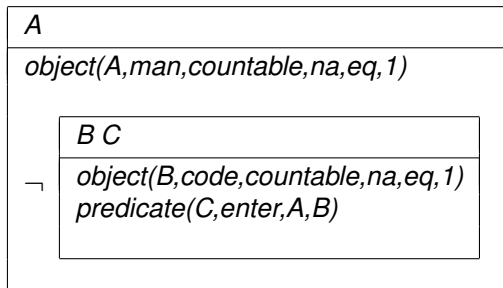 A
object(A,man,countable,na,eq,1)
B C
¬
object(B,code,countable,na,eq,1)
predicate(C,enter,A,B)